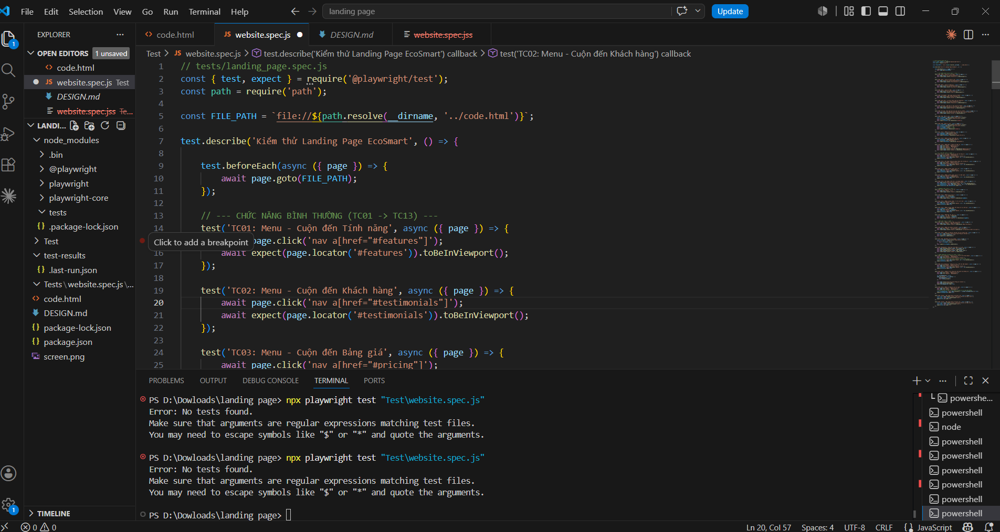 File Edit Selection View Go Run Terminal Help
landing page
Update
EXPLORER
OPEN EDITORS 1 unsaved
code.html
JS website.spec.js Test
DESIGN.md
website.spec.jss Te...
LANDI...
node_modules
.bin
@playwright
playwright
playwright-core
tests
{} .package-lock.json
Test
test-results
{} .last-run.json
Tests\website.spec.js\...
code.html
DESIGN.md
{} package-lock.json
{} package.json
screen.png
TIMELINE
1
1
code.html
JS website.spec.js
DESIGN.md
website.spec.jss
Test > JS website.spec.js > test.describe('Kiểm thử Landing Page EcoSmart') callback > test('TC02: Menu - Cuộn đến Khách hàng') callback
1 // tests/landing_page.spec.js
2 const { test, expect } = require('@playwright/test');
3 const path = require('path');
4
5 const FILE_PATH = `file://${path.resolve(__dirname, '../code.html')}`;
6
7 test.describe('Kiểm thử Landing Page EcoSmart', () => {
8
9 test.beforeEach(async ({ page }) => {
10 await page.goto(FILE_PATH);
11 });
12
13 // --- CHỨC NĂNG BÌNH THƯỜNG (TC01 -> TC13) ---
14 test('TC01: Menu - Cuộn đến Tính năng', async ({ page }) => {
Click to add a breakpoint page.click('nav a[href="#features"]');
16 await expect(page.locator('#features')).toBeInViewport();
17 });
18
19 test('TC02: Menu - Cuộn đến Khách hàng', async ({ page }) => {
20 await page.click('nav a[href="#testimonials"]');
21 await expect(page.locator('#testimonials')).toBeInViewport();
22 });
23
24 test('TC03: Menu - Cuộn đến Bảng giá', async ({ page }) => {
25 await page.click('nav a[href="#pricing"]');
PROBLEMS OUTPUT DEBUG CONSOLE TERMINAL PORTS
PS D:\Dowloads\landing page> npx playwright test "Test\website.spec.js"
Error: No tests found.
Make sure that arguments are regular expressions matching test files.
You may need to escape symbols like "$" or "*" and quote the arguments.
PS D:\Dowloads\landing page> npx playwright test "Test\website.spec.js"
Error: No tests found.
Make sure that arguments are regular expressions matching test files.
You may need to escape symbols like "$" or "*" and quote the arguments.
PS D:\Dowloads\landing page>
powershe...
powershell
node
powershell
powershell
powershell
powershell
powershell
powershell
0 0
Ln 20, Col 57 Spaces: 4 UTF-8 CRLF {} JavaScript